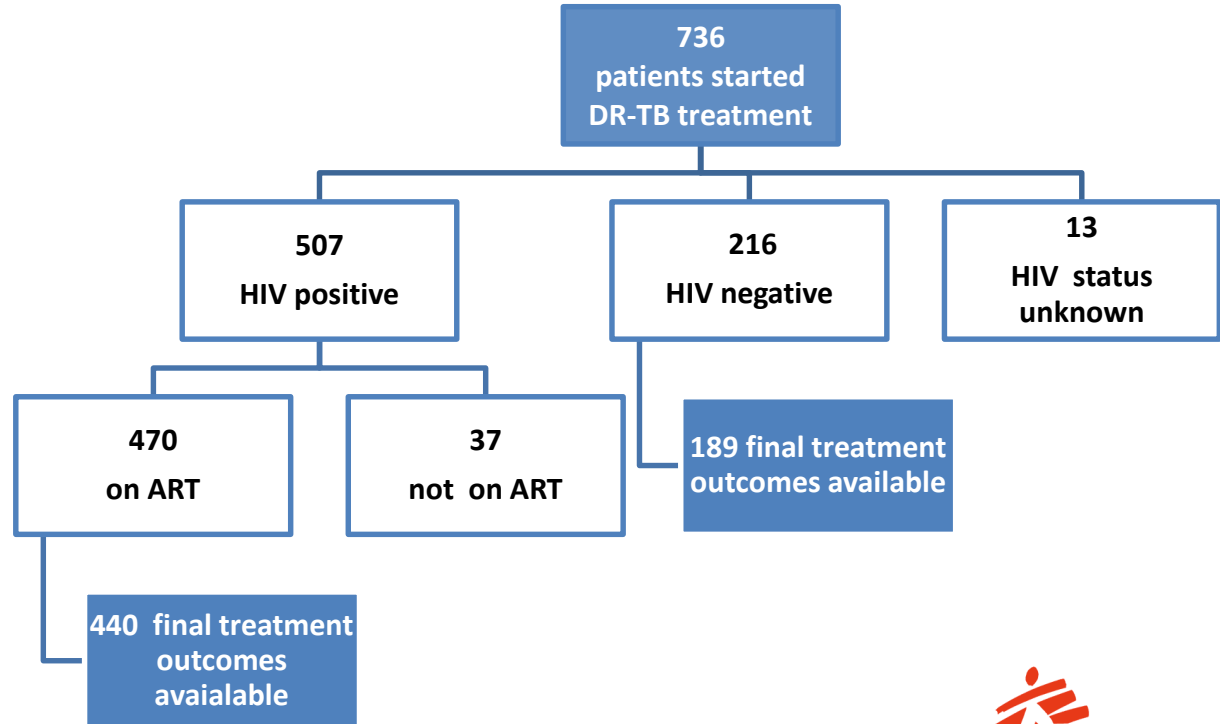 736
patients started
DR-TB treatment
507
HIV positive
216
HIV negative
13
HIV status
unknown
470
on ART
37
not on ART
189 final treatment
outcomes available
440 final treatment
outcomes
avaialable